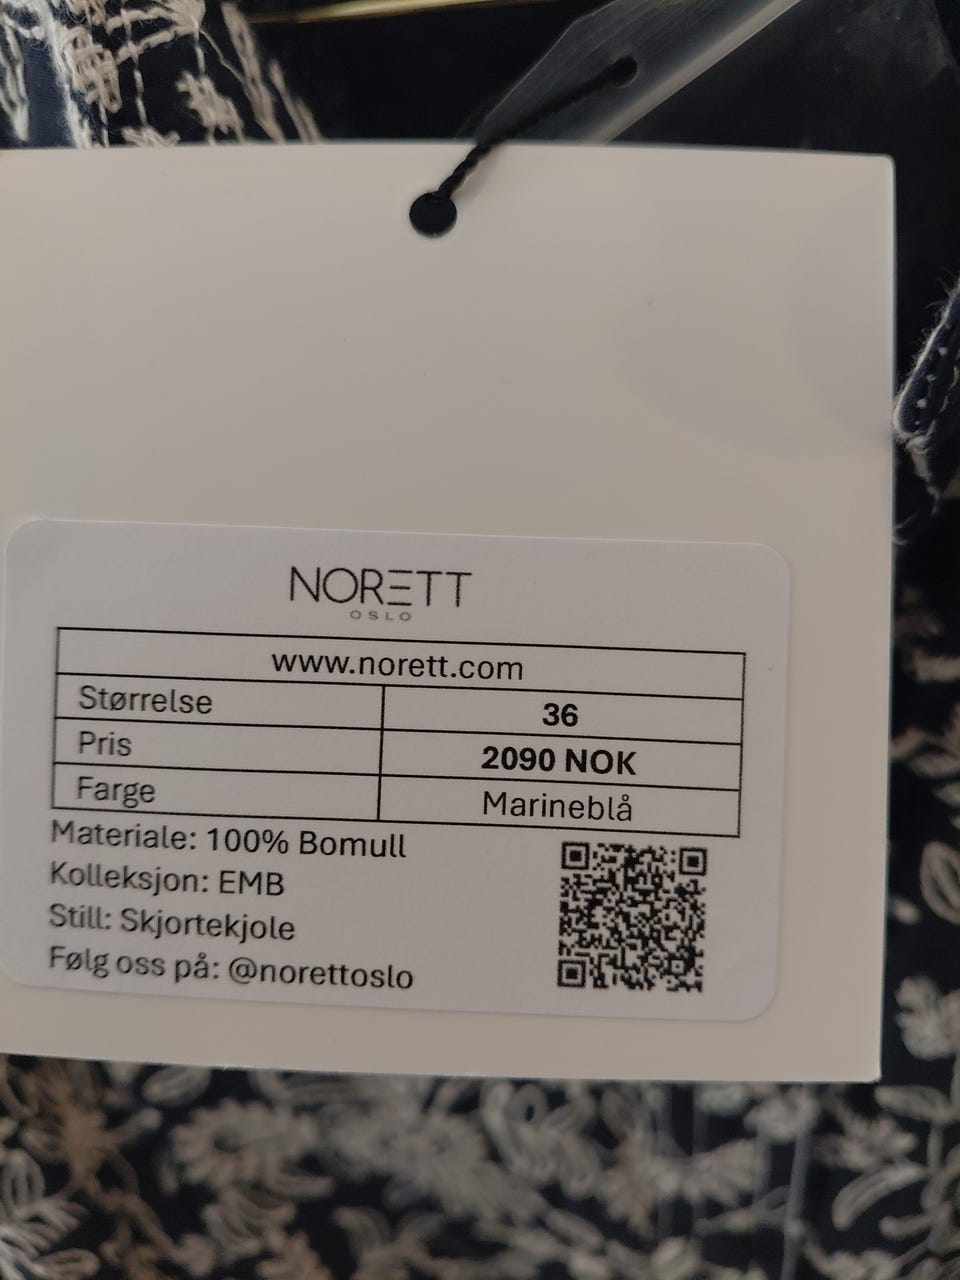 NORETT
OSLO
www.norett.com
Størrelse 36
Pris 2090 NOK
Farge Marineblå
Materiale: 100% Bomull
Kolleksjon: EMB
Still: Skjortekjole
Følg oss på: @norettoslo